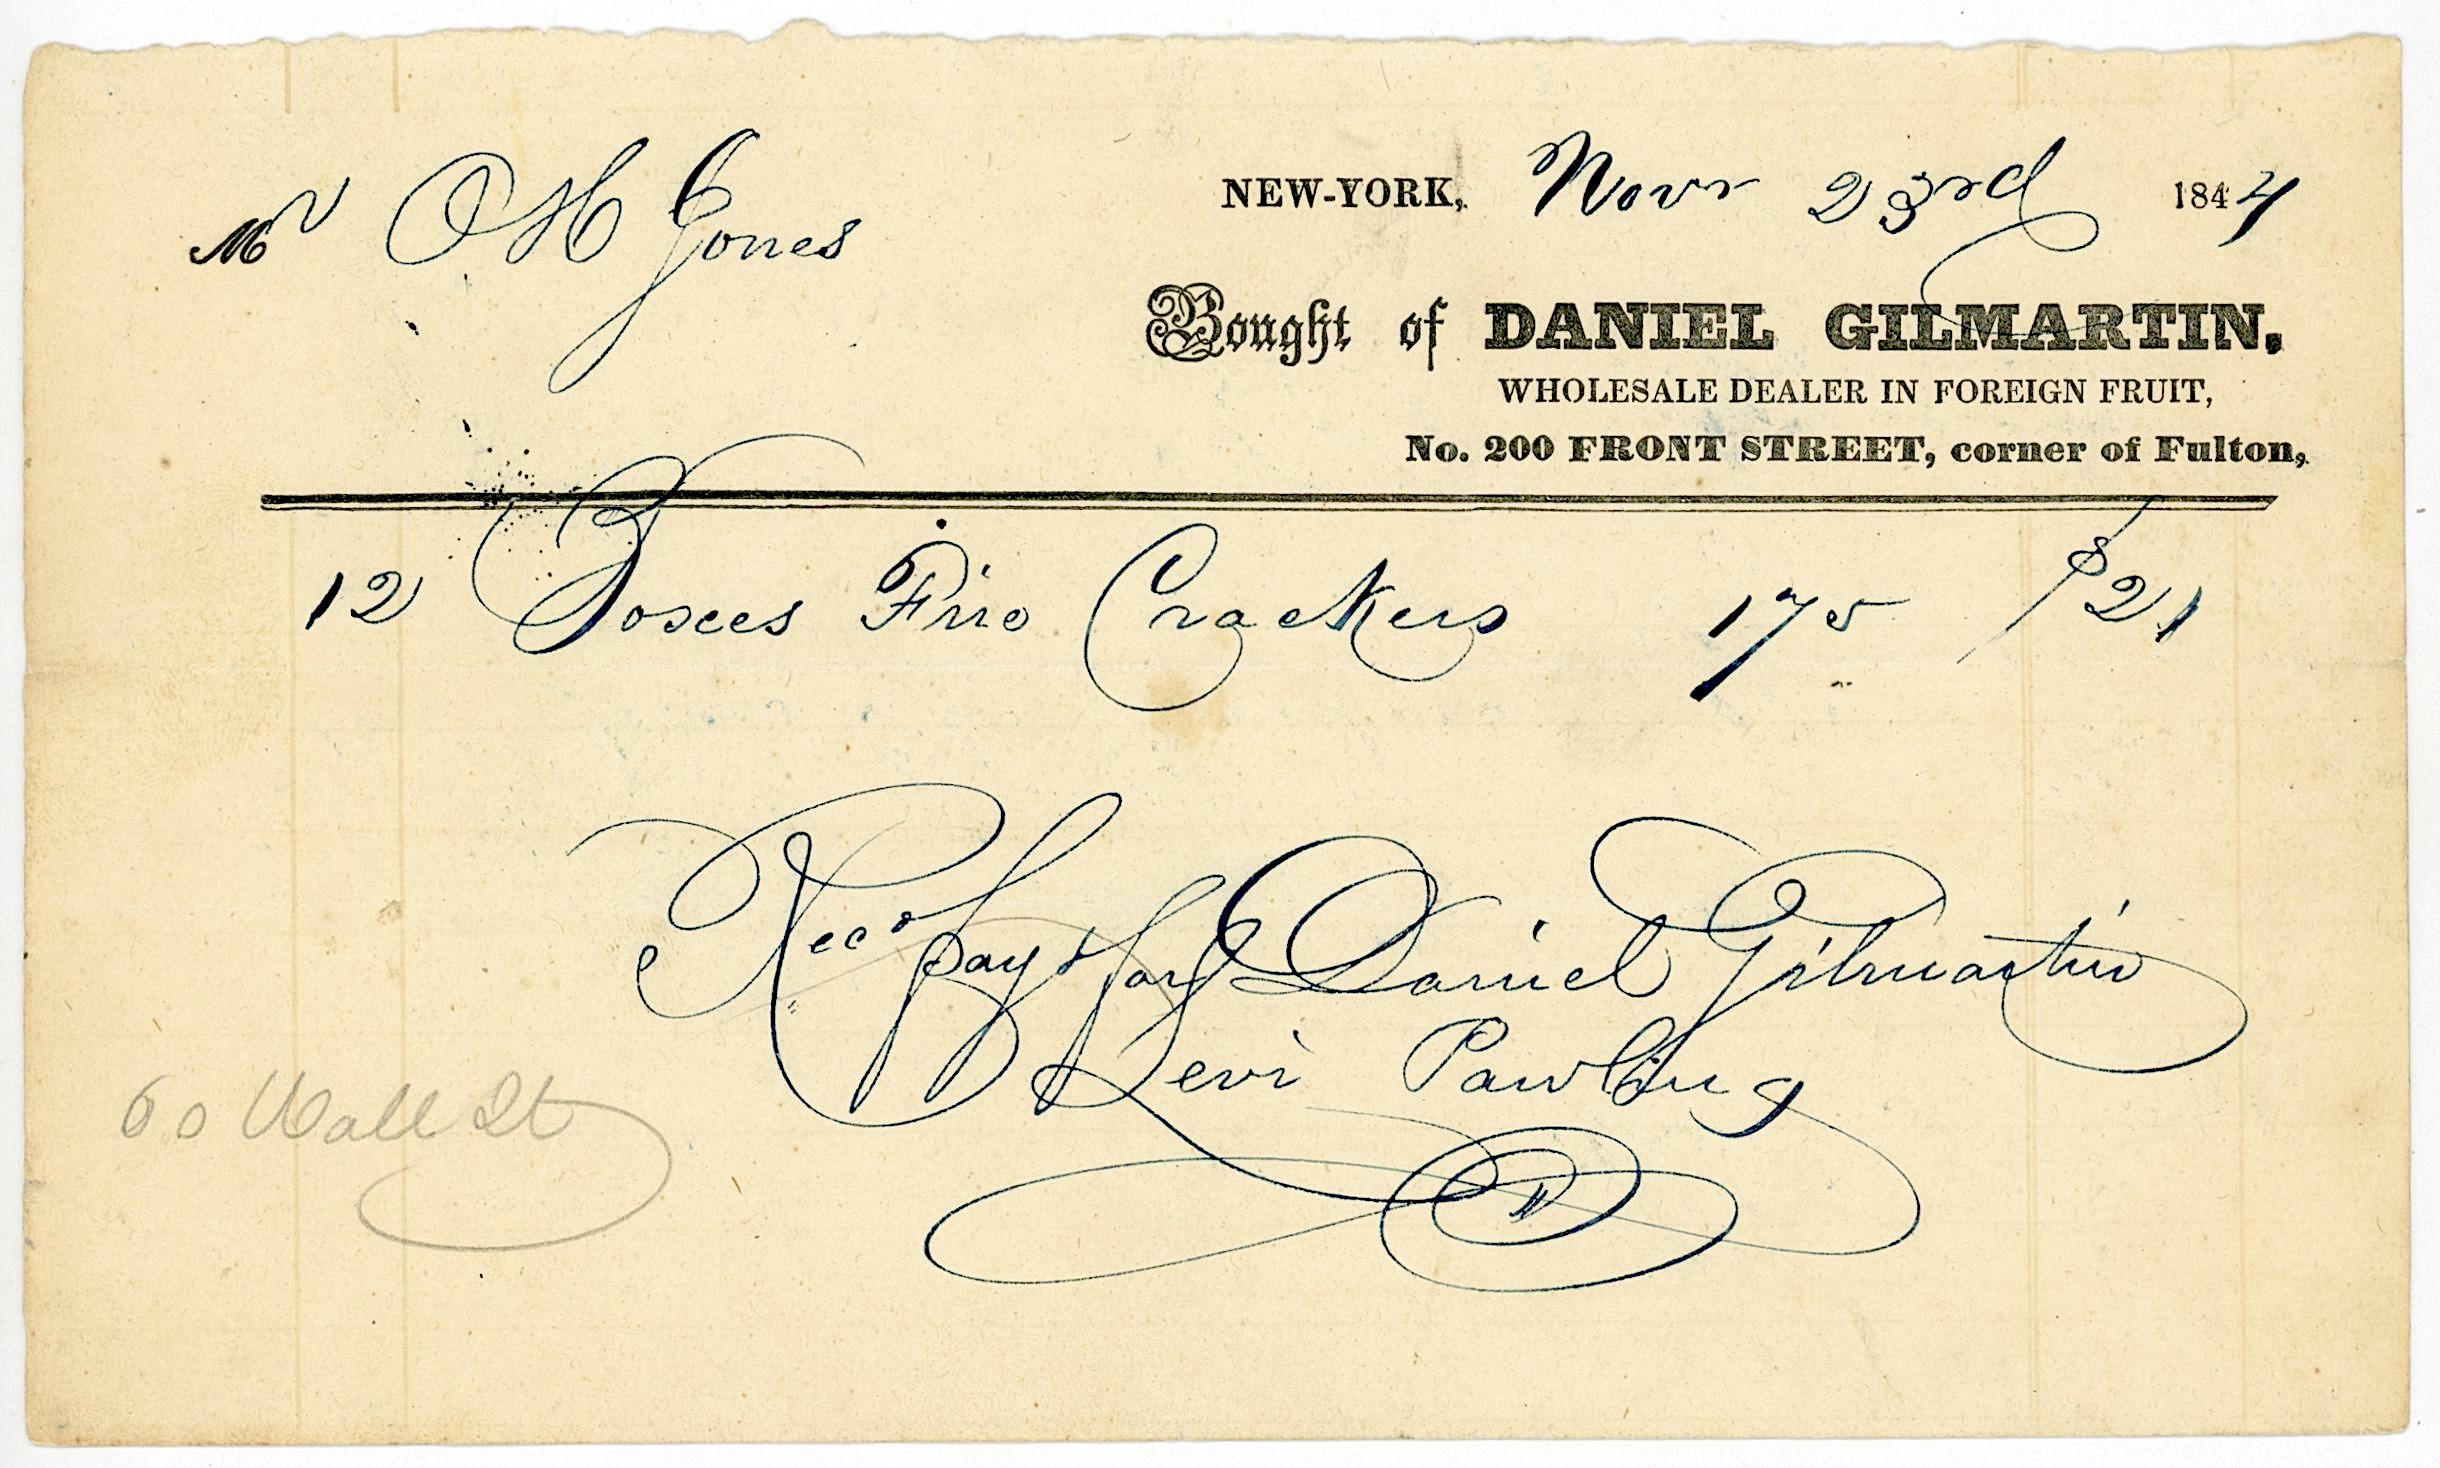 Mr O H Jones
NEW-YORK, Novr 23rd 1844
Bought of DANIEL GILMARTIN,
WHOLESALE DEALER IN FOREIGN FRUIT,
No. 200 FRONT STREET, corner of Fulton,
12 Boxes Fire Crackers 175 $21
Recd pay for Daniel Gilmartin
Levi Pawling
60 Wall St